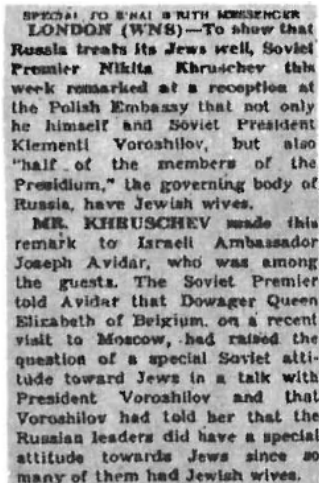 SPECIAL TO B'NAI B'RITH MESSENGER
LONDON (WNS)—To show that
Russia treats its Jews well, Soviet
Premier Nikita Khruschev this
week remarked at a reception at
the Polish Embassy that not only
he himself and Soviet President
Klementi Voroshilov, but also
"half of the members of the
Presidium," the governing body of
Russia, have Jewish wives.
MR. KHRUSCHEV made this
remark to Israeli Ambassador
Joseph Avidar, who was among
the guests. The Soviet Premier
told Avidar that Dowager Queen
Elizabeth of Belgium, on a recent
visit to Moscow, had raised the
question of a special Soviet atti-
tude toward Jews in a talk with
President Voroshilov and that
Voroshilov had told her that the
Russian leaders did have a special
attitude towards Jews since so
many of them had Jewish wives.